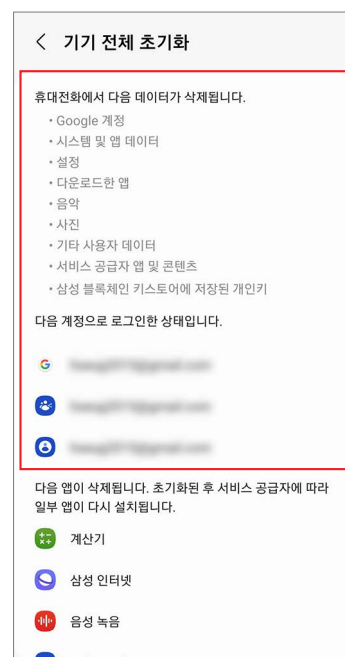 기기 전체 초기화
휴대전화에서 다음 데이터가 삭제됩니다.
• Google 계정
• 시스템 및 앱 데이터
• 설정
• 다운로드한 앱
• 음악
• 사진
• 기타 사용자 데이터
• 서비스 공급자 앱 및 콘텐츠
• 삼성 블록체인 키스토어에 저장된 개인키
다음 계정으로 로그인한 상태입니다.
다음 앱이 삭제됩니다. 초기화된 후 서비스 공급자에 따라
일부 앱이 다시 설치됩니다.
계산기
삼성 인터넷
음성 녹음